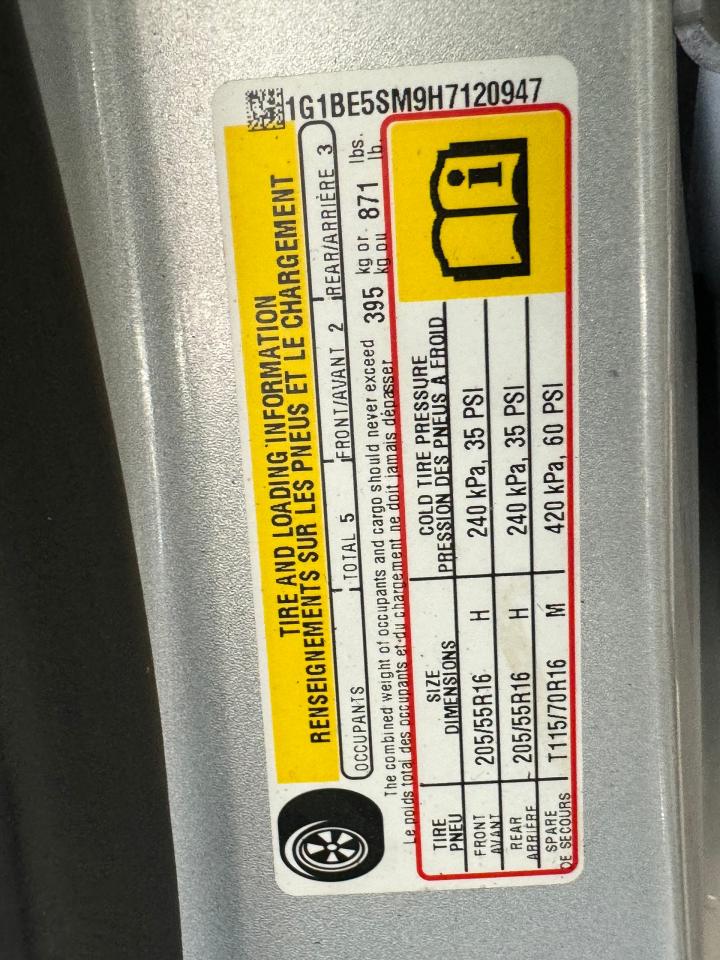 1G1BE5SM9H7120947
TIRE AND LOADING INFORMATION
RENSEIGNEMENTS SUR LES PNEUS ET LE CHARGEMENT
OCCUPANTS TOTAL 5 FRONT/AVANT 2 REAR/ARRIÈRE 3
The combined weight of occupants and cargo should never exceed 395 kg or 871 lbs.
Le poids total des occupants et du chargement ne doit jamais dépasser kg ou lb.
TIRE SIZE COLD TIRE PRESSURE
PNEU DIMENSIONS PRESSION DES PNEUS A FROID
FRONT
AVANT 205/55R16 H 240 kPa, 35 PSI
REAR
ARRIÈRE 205/55R16 H 240 kPa, 35 PSI
SPARE
DE SECOURS T115/70R16 M 420 kPa, 60 PSI